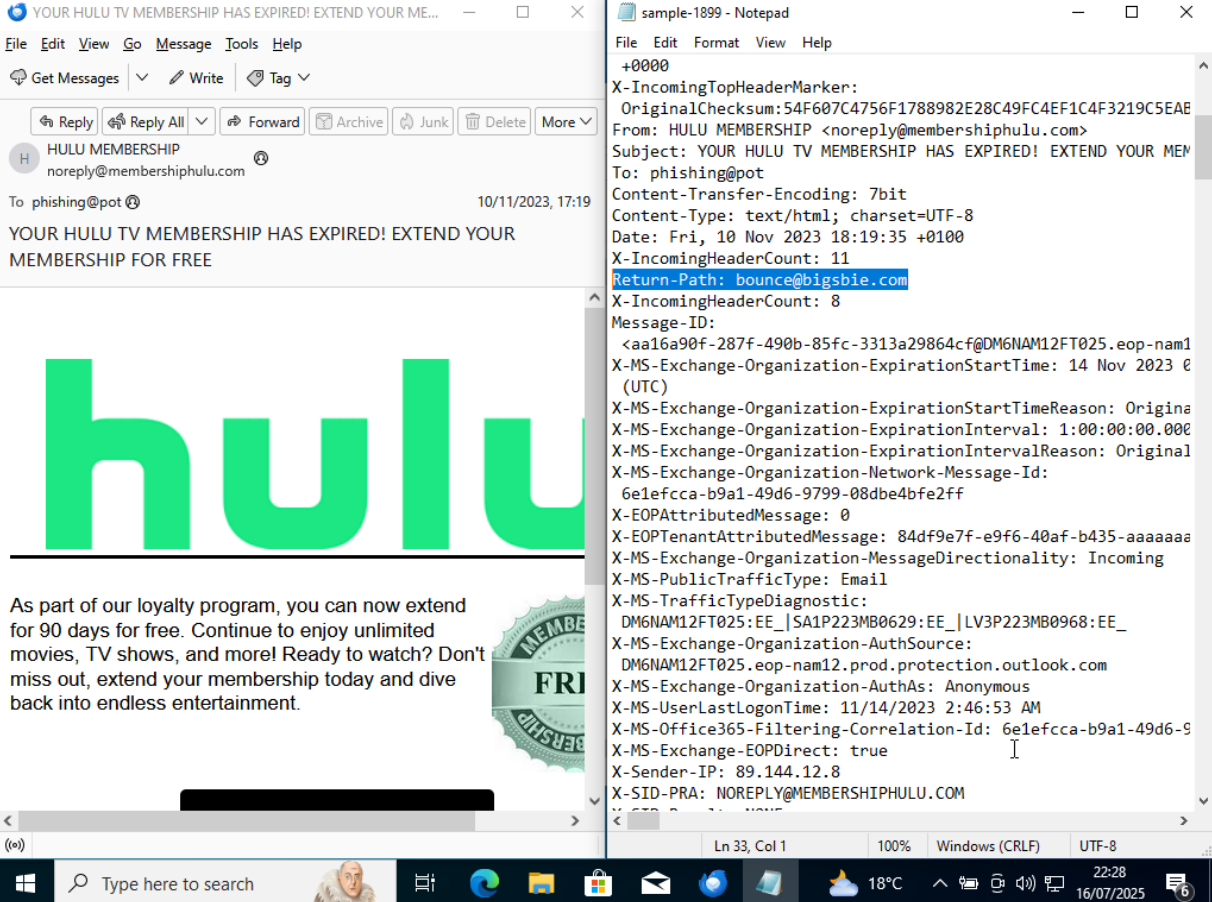 YOUR HULU TV MEMBERSHIP HAS EXPIRED! EXTEND YOUR ME...
File Edit View Go Message Tools Help
Get Messages Write Tag
Reply Reply All Forward Archive Junk Delete More
H
HULU MEMBERSHIP
noreply@membershiphulu.com
To phishing@pot 10/11/2023, 17:19
YOUR HULU TV MEMBERSHIP HAS EXPIRED! EXTEND YOUR
MEMBERSHIP FOR FREE
hulu
As part of our loyalty program, you can now extend
for 90 days for free. Continue to enjoy unlimited
movies, TV shows, and more! Ready to watch? Don't
miss out, extend your membership today and dive
back into endless entertainment.
MEMBE
FRE
sample-1899 - Notepad
File Edit Format View Help
+0000
X-IncomingTopHeaderMarker:
OriginalChecksum:54F607C4756F1788982E28C49FC4EF1C4F3219C5EAB
From: HULU MEMBERSHIP <noreply@membershiphulu.com>
Subject: YOUR HULU TV MEMBERSHIP HAS EXPIRED! EXTEND YOUR MEM
To: phishing@pot
Content-Transfer-Encoding: 7bit
Content-Type: text/html; charset=UTF-8
Date: Fri, 10 Nov 2023 18:19:35 +0100
X-IncomingHeaderCount: 11
Return-Path: bounce@bigsbie.com
X-IncomingHeaderCount: 8
Message-ID:
<aa16a90f-287f-490b-85fc-3313a29864cf@DM6NAM12FT025.eop-nam1
X-MS-Exchange-Organization-ExpirationStartTime: 14 Nov 2023 0
(UTC)
X-MS-Exchange-Organization-ExpirationStartTimeReason: Origina
X-MS-Exchange-Organization-ExpirationInterval: 1:00:00:00.000
X-MS-Exchange-Organization-ExpirationIntervalReason: Original
X-MS-Exchange-Organization-Network-Message-Id:
6e1efcca-b9a1-49d6-9799-08dbe4bfe2ff
X-EOPAttributedMessage: 0
X-EOPTenantAttributedMessage: 84df9e7f-e9f6-40af-b435-aaaaaaa
X-MS-Exchange-Organization-MessageDirectionality: Incoming
X-MS-PublicTrafficType: Email
X-MS-TrafficTypeDiagnostic:
DM6NAM12FT025:EE_|SA1P223MB0629:EE_|LV3P223MB0968:EE_
X-MS-Exchange-Organization-AuthSource:
DM6NAM12FT025.eop-nam12.prod.protection.outlook.com
X-MS-Exchange-Organization-AuthAs: Anonymous
X-MS-UserLastLogonTime: 11/14/2023 2:46:53 AM
X-MS-Office365-Filtering-Correlation-Id: 6e1efcca-b9a1-49d6-9
X-MS-Exchange-EOPDirect: true
X-Sender-IP: 89.144.12.8
X-SID-PRA: NOREPLY@MEMBERSHIPHULU.COM
Ln 33, Col 1 100% Windows (CRLF) UTF-8
Type here to search 18°C 22:28
16/07/2025 6